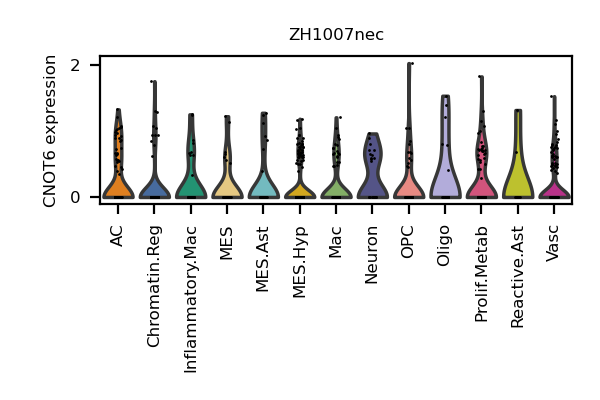 ZH1007nec
CNOT6 expression
2
0
AC
Chromatin.Reg
Inflammatory.Mac
MES
MES.Ast
MES.Hyp
Mac
Neuron
OPC
Oligo
Prolif.Metab
Reactive.Ast
Vasc